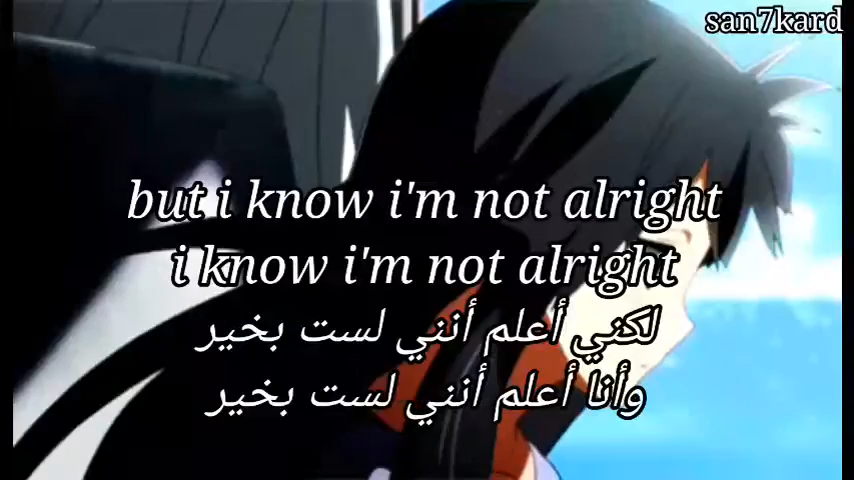 san7kard
but i know i'm not alright
i know i'm not alright
لكني أعلم أنني لست بخير
وأنا أعلم أنني لست بخير